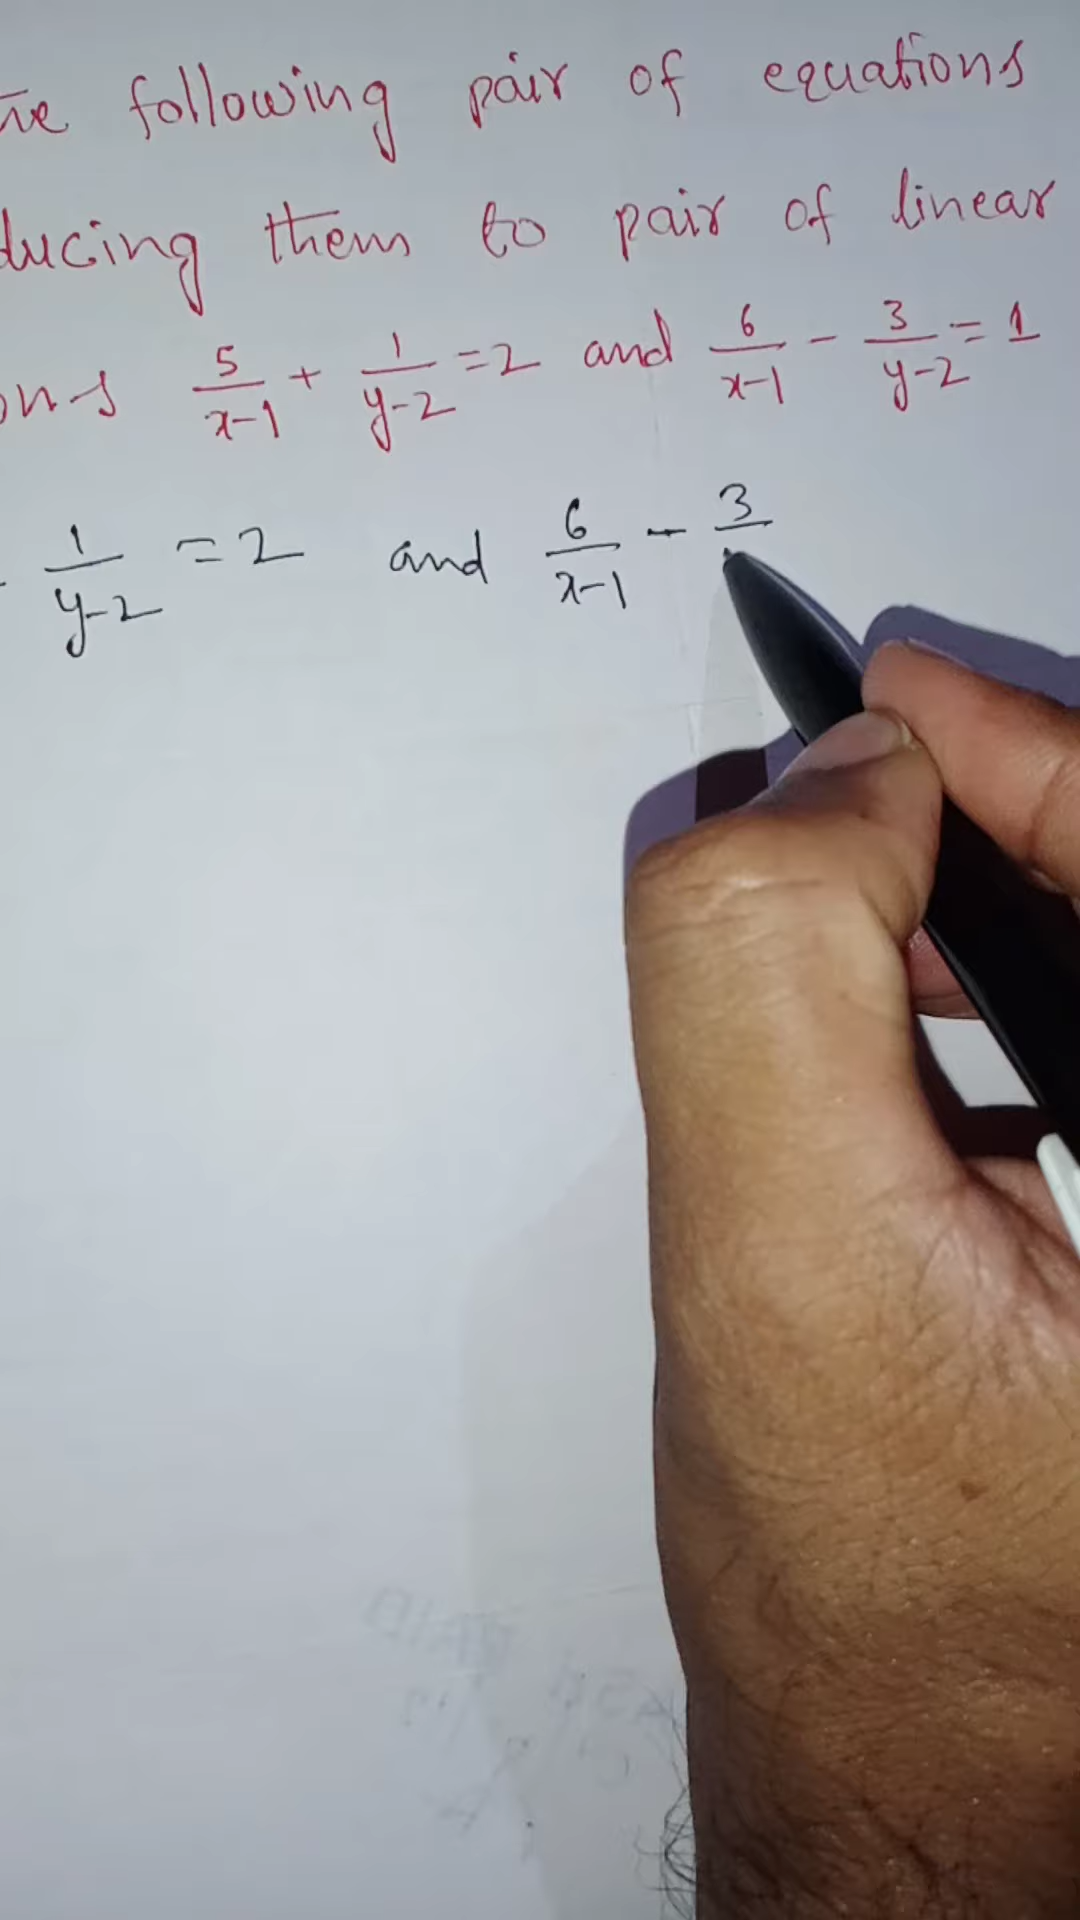 following pair of equations
ducing them to pair of linear
ons 5/(x-1) + 1/(y-2) = 2 and 6/(x-1) - 3/(y-2) = 1
1/(y-2) = 2 and 6/(x-1) - 3/